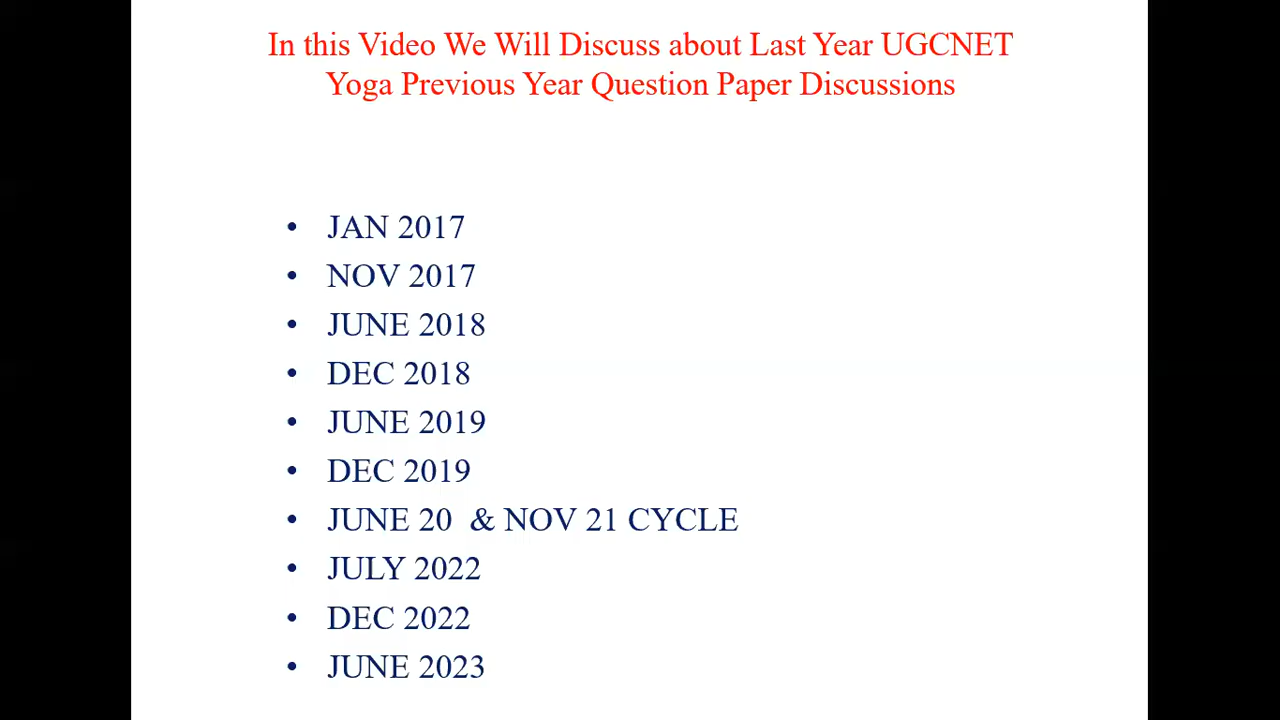 In this Video We Will Discuss about Last Year UGCNET
Yoga Previous Year Question Paper Discussions
• JAN 2017
• NOV 2017
• JUNE 2018
• DEC 2018
• JUNE 2019
• DEC 2019
• JUNE 20 & NOV 21 CYCLE
• JULY 2022
• DEC 2022
• JUNE 2023